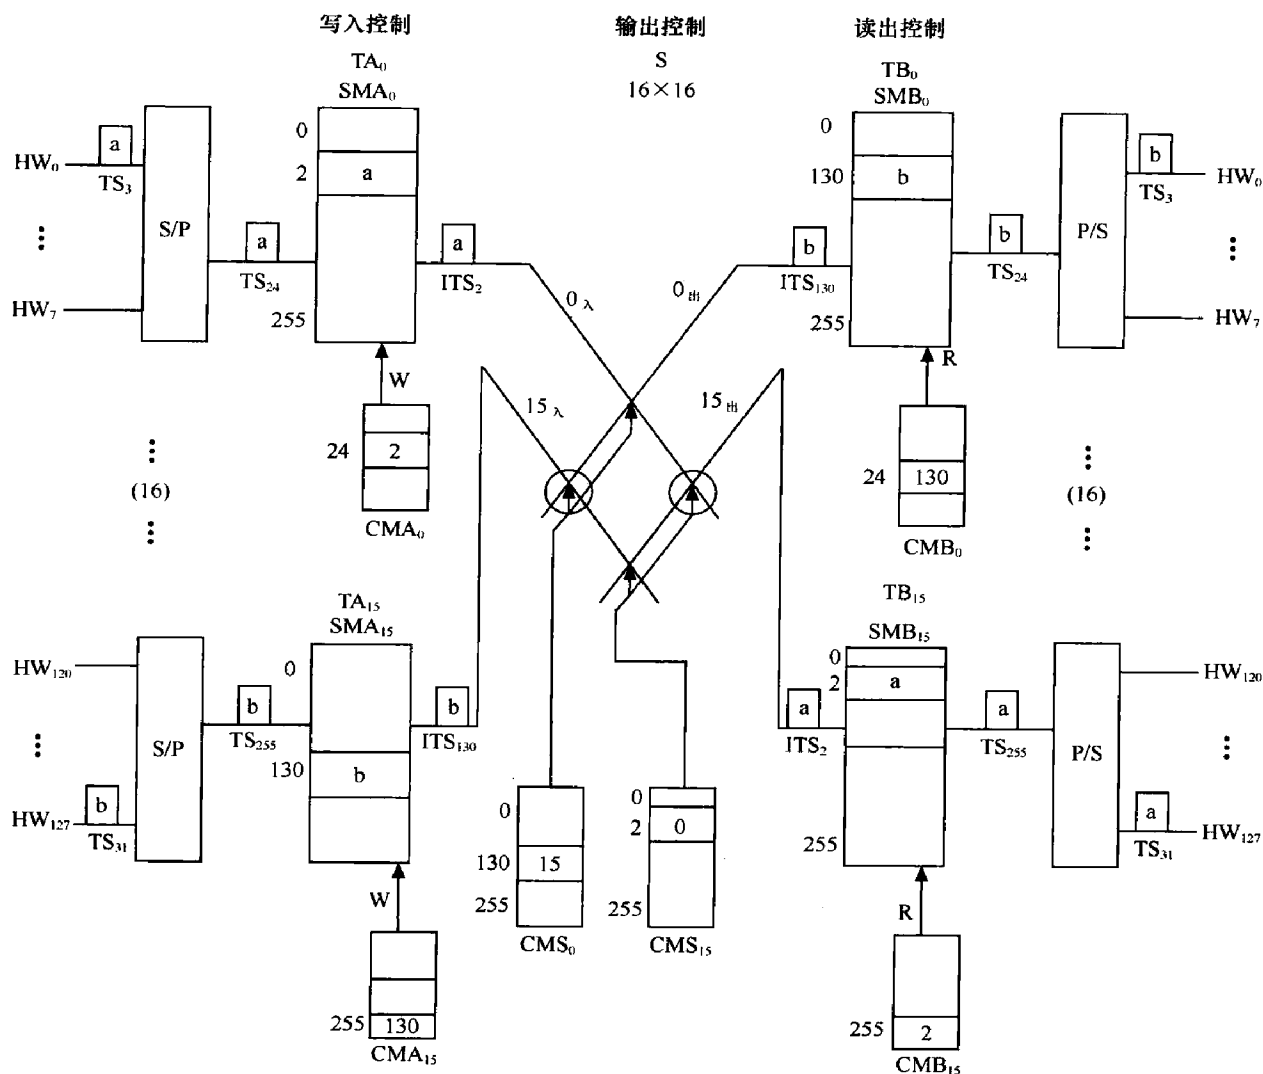 写入控制
输出控制
读出控制
TA₀
S
TB₀
SMA₀
16×16
SMB₀
0
0
a
b
HW₀
2
a
130
b
HW₀
TS₃
TS₃
S/P
P/S
a
a
b
b
TS₂₄
ITS₂
0入
0出
ITS₁₃₀
TS₂₄
HW₇
255
255
HW₇
W
R
15入
15出
24
2
24
130
(16)
(16)
CMA₀
CMB₀
TA₁₅
TB₁₅
SMA₁₅
SMB₁₅
0
0
HW₁₂₀
2
a
HW₁₂₀
b
b
a
a
S/P
TS₂₅₅
ITS₁₃₀
ITS₂
TS₂₅₅
P/S
130
b
b
0
0
a
HW₁₂₇
2
0
HW₁₂₇
TS₃₁
255
TS₃₁
130
15
W
255
255
R
CMS₀
CMS₁₅
255
130
255
2
CMA₁₅
CMB₁₅